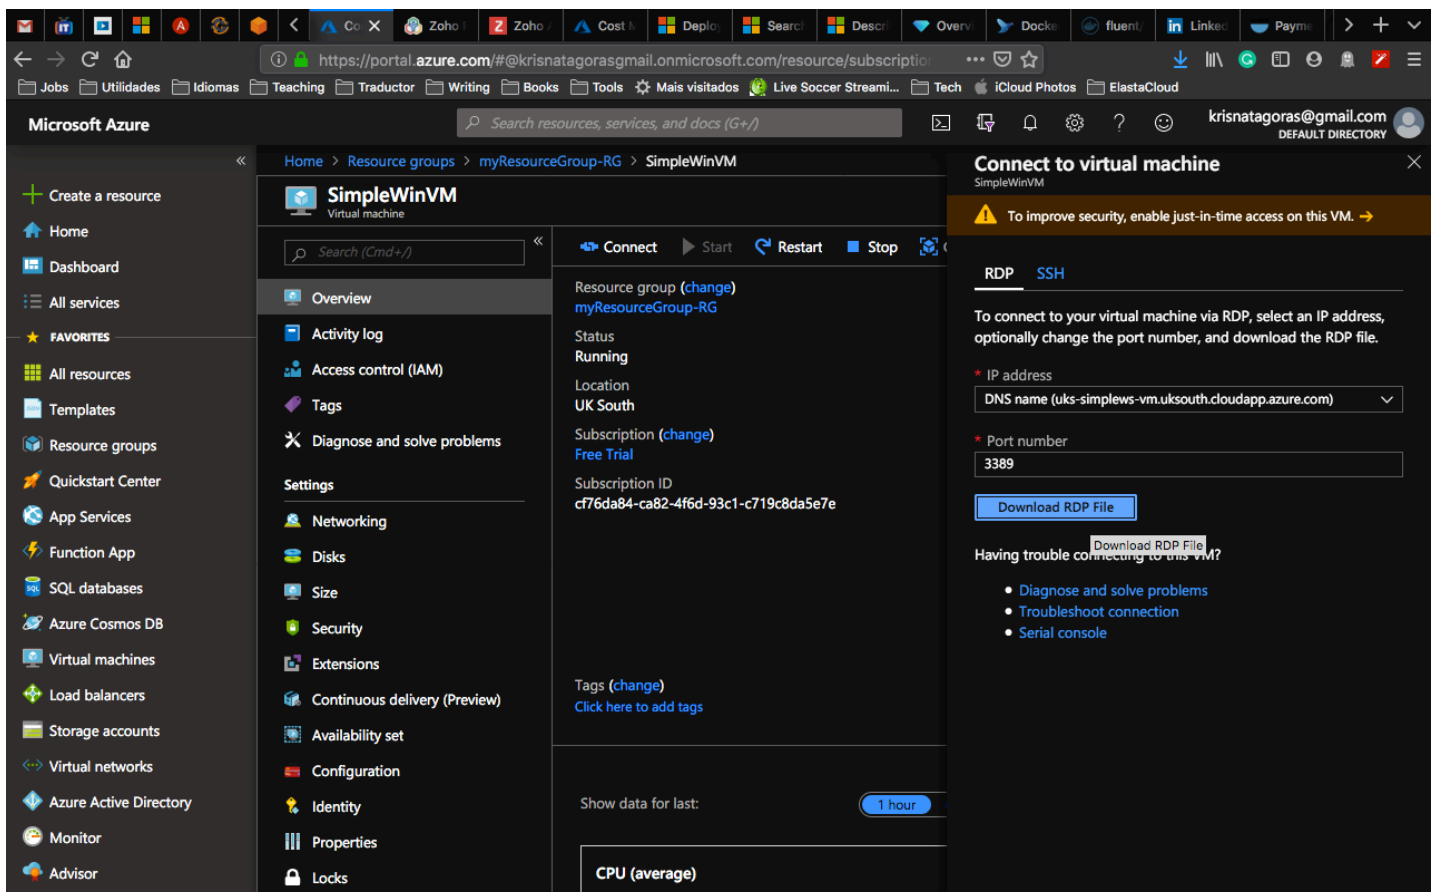 Co
Zoho
Zoho
Cost M
Deploy
Search
Descri
Overvi
Docke
fluent/
in Linked
Payme
https://portal.azure.com/#@krisnatagorasgmail.onmicrosoft.com/resource/subscription
Jobs Utilidades Idiomas Teaching Traductor Writing Books Tools Mais visitados Live Soccer Streami... Tech iCloud Photos ElastaCloud
Microsoft Azure
Search resources, services, and docs (G+/)
krisnatagoras@gmail.com
DEFAULT DIRECTORY
Create a resource
Home
Dashboard
All services
FAVORITES
All resources
Templates
Resource groups
Quickstart Center
App Services
Function App
SQL databases
Azure Cosmos DB
Virtual machines
Load balancers
Storage accounts
Virtual networks
Azure Active Directory
Monitor
Advisor
Home > Resource groups > myResourceGroup-RG > SimpleWinVM
SimpleWinVM
Virtual machine
Search (Cmd+/)
Overview
Activity log
Access control (IAM)
Tags
Diagnose and solve problems
Settings
Networking
Disks
Size
Security
Extensions
Continuous delivery (Preview)
Availability set
Configuration
Identity
Properties
Locks
Connect Start Restart Stop
Resource group (change)
myResourceGroup-RG
Status
Running
Location
UK South
Subscription (change)
Free Trial
Subscription ID
cf76da84-ca82-4f6d-93c1-c719c8da5e7e
Tags (change)
Click here to add tags
Show data for last:
1 hour
CPU (average)
Connect to virtual machine
SimpleWinVM
To improve security, enable just-in-time access on this VM. →
RDP SSH
To connect to your virtual machine via RDP, select an IP address,
optionally change the port number, and download the RDP file.
* IP address
DNS name (uks-simplews-vm.uksouth.cloudapp.azure.com)
* Port number
3389
Download RDP File
Download RDP File
Having trouble connecting to this VM?
Diagnose and solve problems
Troubleshoot connection
Serial console